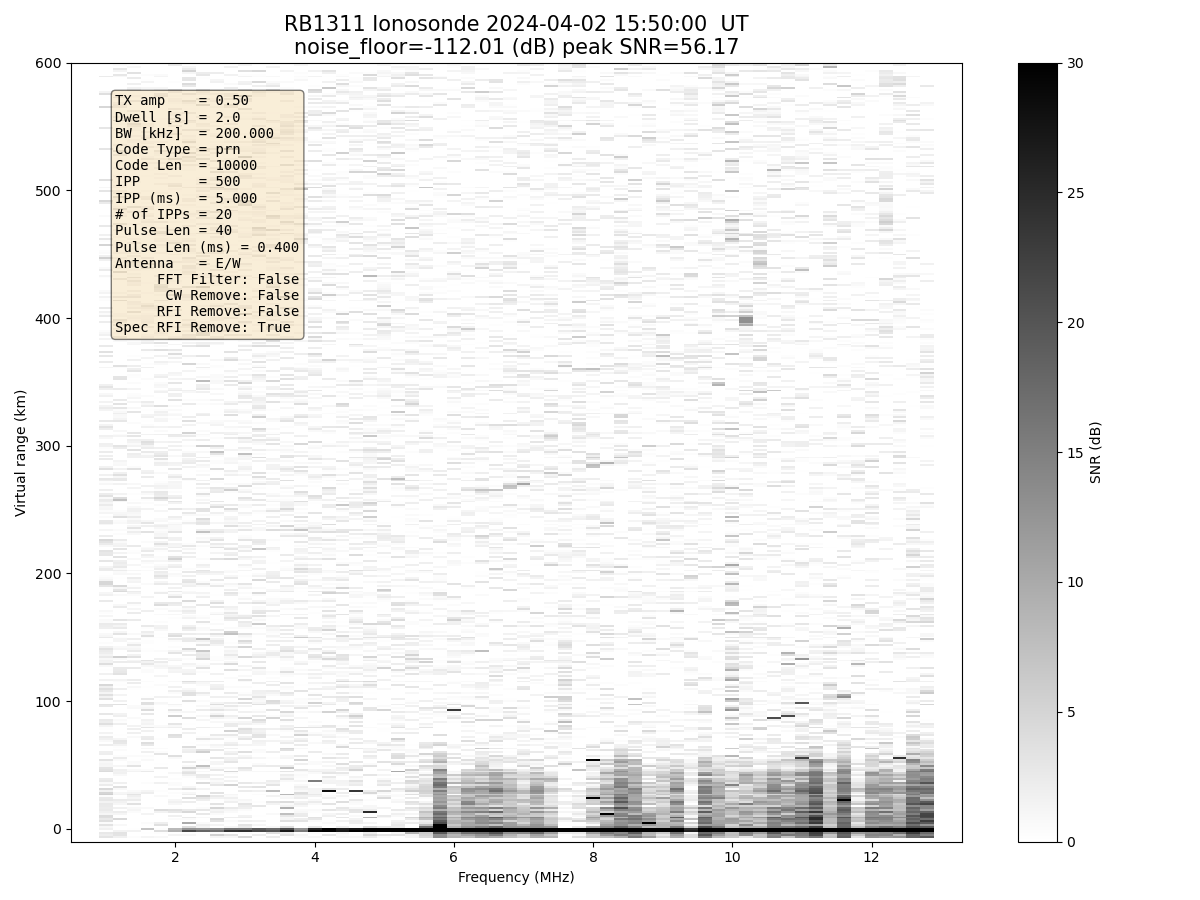 RB1311 Ionosonde 2024-04-02 15:50:00  UT
noise_floor=-112.01 (dB) peak SNR=56.17
TX amp    = 0.50
Dwell [s] = 2.0
BW [kHz]  = 200.000
Code Type = prn
Code Len  = 10000
IPP       = 500
IPP (ms)  = 5.000
# of IPPs = 20
Pulse Len = 40
Pulse Len (ms) = 0.400
Antenna   = E/W
FFT Filter: False
CW Remove: False
RFI Remove: False
Spec RFI Remove: True
Virtual range (km)
600
500
400
300
200
100
0
2
4
6
8
10
12
Frequency (MHz)
30
25
20
15
10
5
0
SNR (dB)